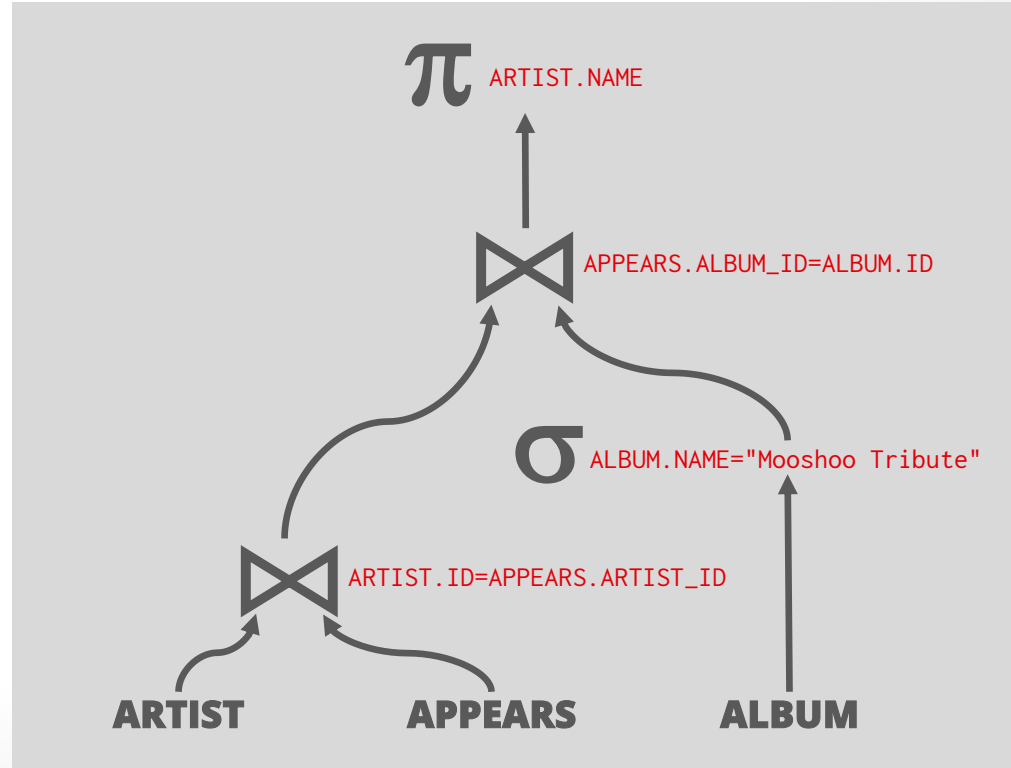 π ARTIST.NAME
⋈ APPEARS.ALBUM_ID=ALBUM.ID
σ ALBUM.NAME="Mooshoo Tribute"
⋈ ARTIST.ID=APPEARS.ARTIST_ID
ARTIST APPEARS ALBUM